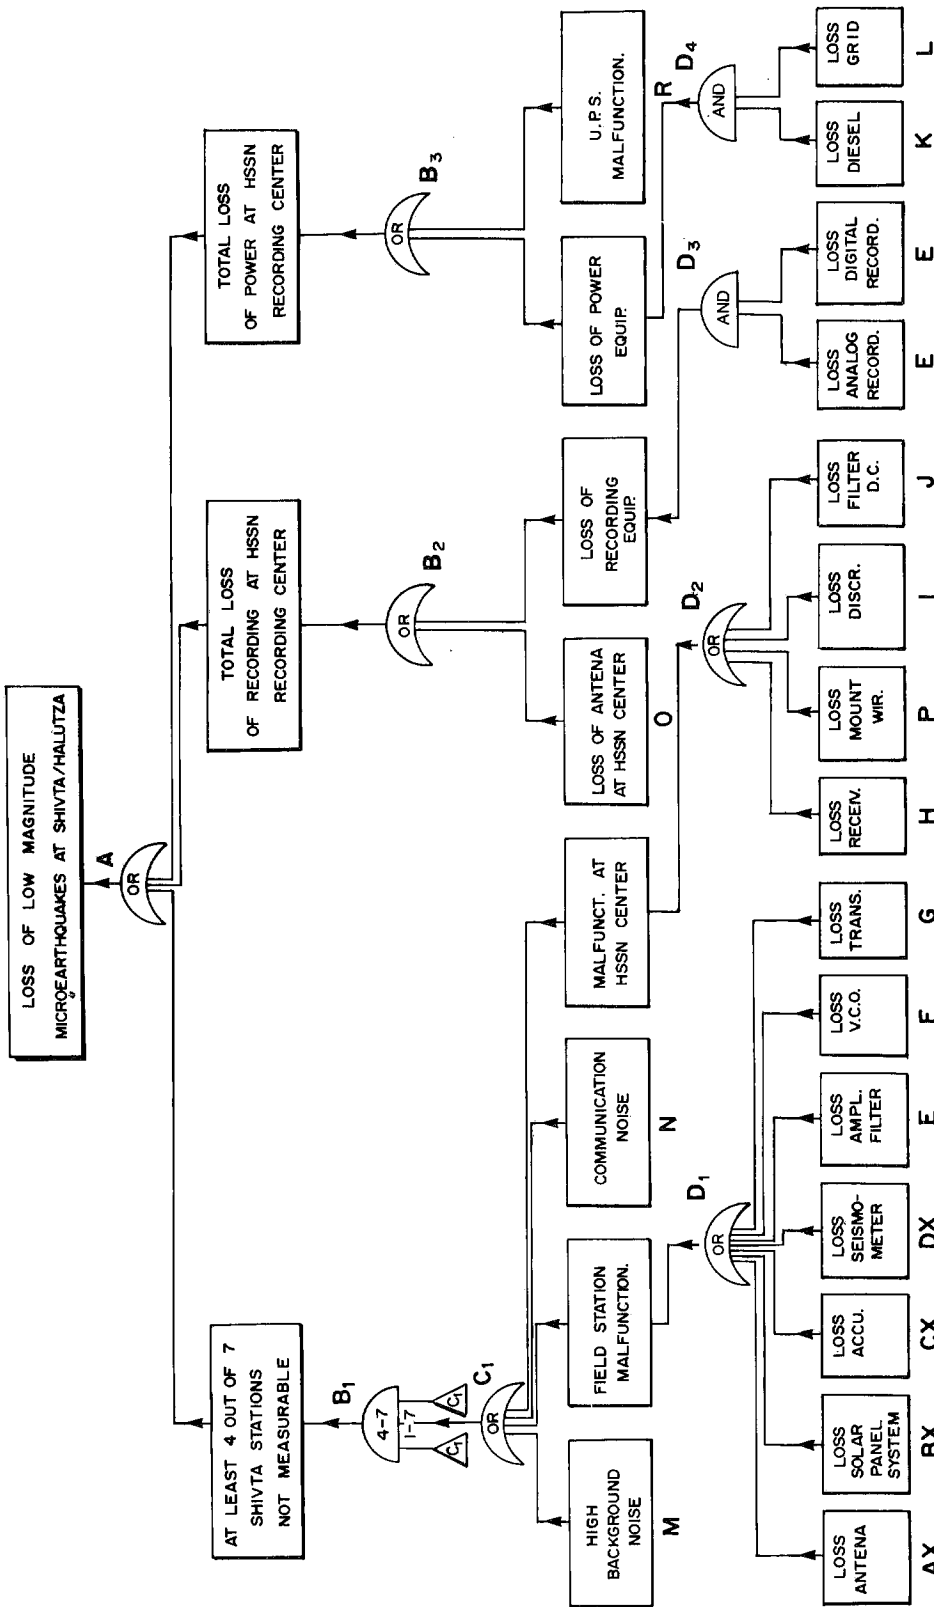 LOSS OF LOW MAGNITUDE
MICROEARTHQUAKES AT SHIVTA/HALUTZA
A
OR
AT LEAST 4 OUT OF 7
SHIVTA STATIONS
NOT MEASURABLE
TOTAL LOSS
OF RECORDING AT HSSN
RECORDING CENTER
TOTAL LOSS
OF POWER AT HSSN
RECORDING CENTER
B1
4-7
1-7
C1
C1
B2
OR
B3
OR
C1
OR
HIGH
BACKGROUND
NOISE
M
FIELD STATION
MALFUNCTION.
COMMUNICATION
NOISE
N
MALFUNCT. AT
HSSN CENTER
LOSS OF ANTENA
AT HSSN CENTER
O
LOSS OF
RECORDING
EQUIP.
LOSS OF POWER
EQUIP.
U.P.S.
MALFUNCTION.
R
D1
OR
D2
OR
D3
AND
D4
AND
LOSS
ANTENA
AX
LOSS
SOLAR
PANEL
SYSTEM
BX
LOSS
ACCU.
CX
LOSS
SEISMO-
METER
DX
LOSS
AMPL.
FILTER
E
LOSS
V.C.O.
F
LOSS
TRANS.
G
LOSS
RECEIV.
H
LOSS
MOUNT
WIR.
P
LOSS
DISCR.
I
LOSS
FILTER
D.C.
J
LOSS
ANALOG
RECORD.
E
LOSS
DIGITAL
RECORD.
E
LOSS
DIESEL
K
LOSS
GRID
L